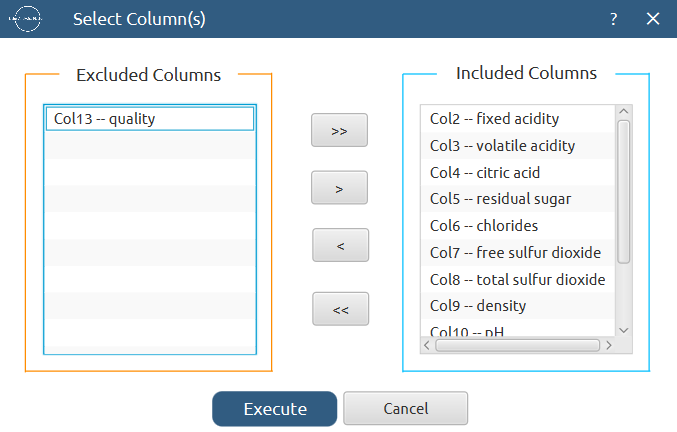 Select Column(s)
?
Excluded Columns
Included Columns
Col13 -- quality
>>
>
<
<<
Col2 -- fixed acidity
Col3 -- volatile acidity
Col4 -- citric acid
Col5 -- residual sugar
Col6 -- chlorides
Col7 -- free sulfur dioxide
Col8 -- total sulfur dioxide
Col9 -- density
Col10 -- pH
Execute
Cancel